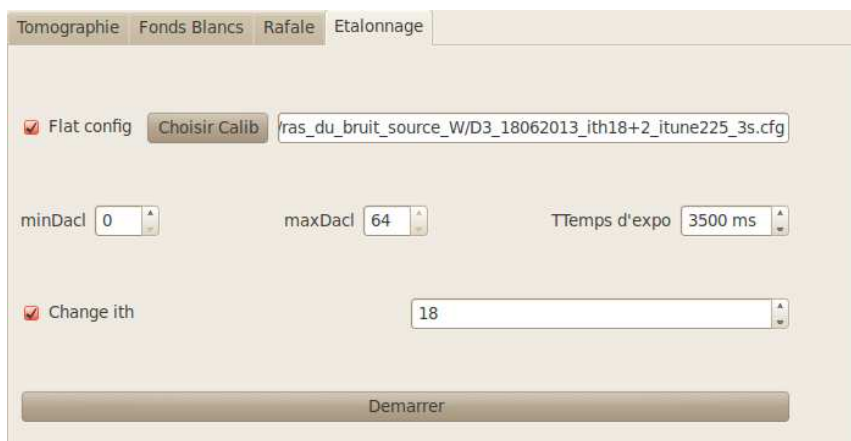 Tomographie Fonds Blancs Rafale Etalonnage
Flat config Choisir Calib /ras_du_bruit_source_W/D3_18062013_ith18+2_itune225_3s.cfg
minDacl 0 maxDacl 64 TTemps d'expo 3500 ms
Change ith 18
Demarrer